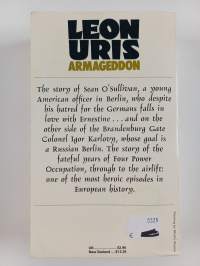 LEON
URIS
ARMAGEDDON
The story of Sean O'Sullivan, a young
American officer in Berlin, who despite
his hatred for the Germans falls in
love with Ernestine . . . and on the
other side of the Brandenburg Gate
Colonel Igor Karlovy, whose goal is
a Russian Berlin. The story of the
fateful years of Four Power
Occupation, through to the airlift:
one of the most heroic episodes in
European history.
€
New Zealand